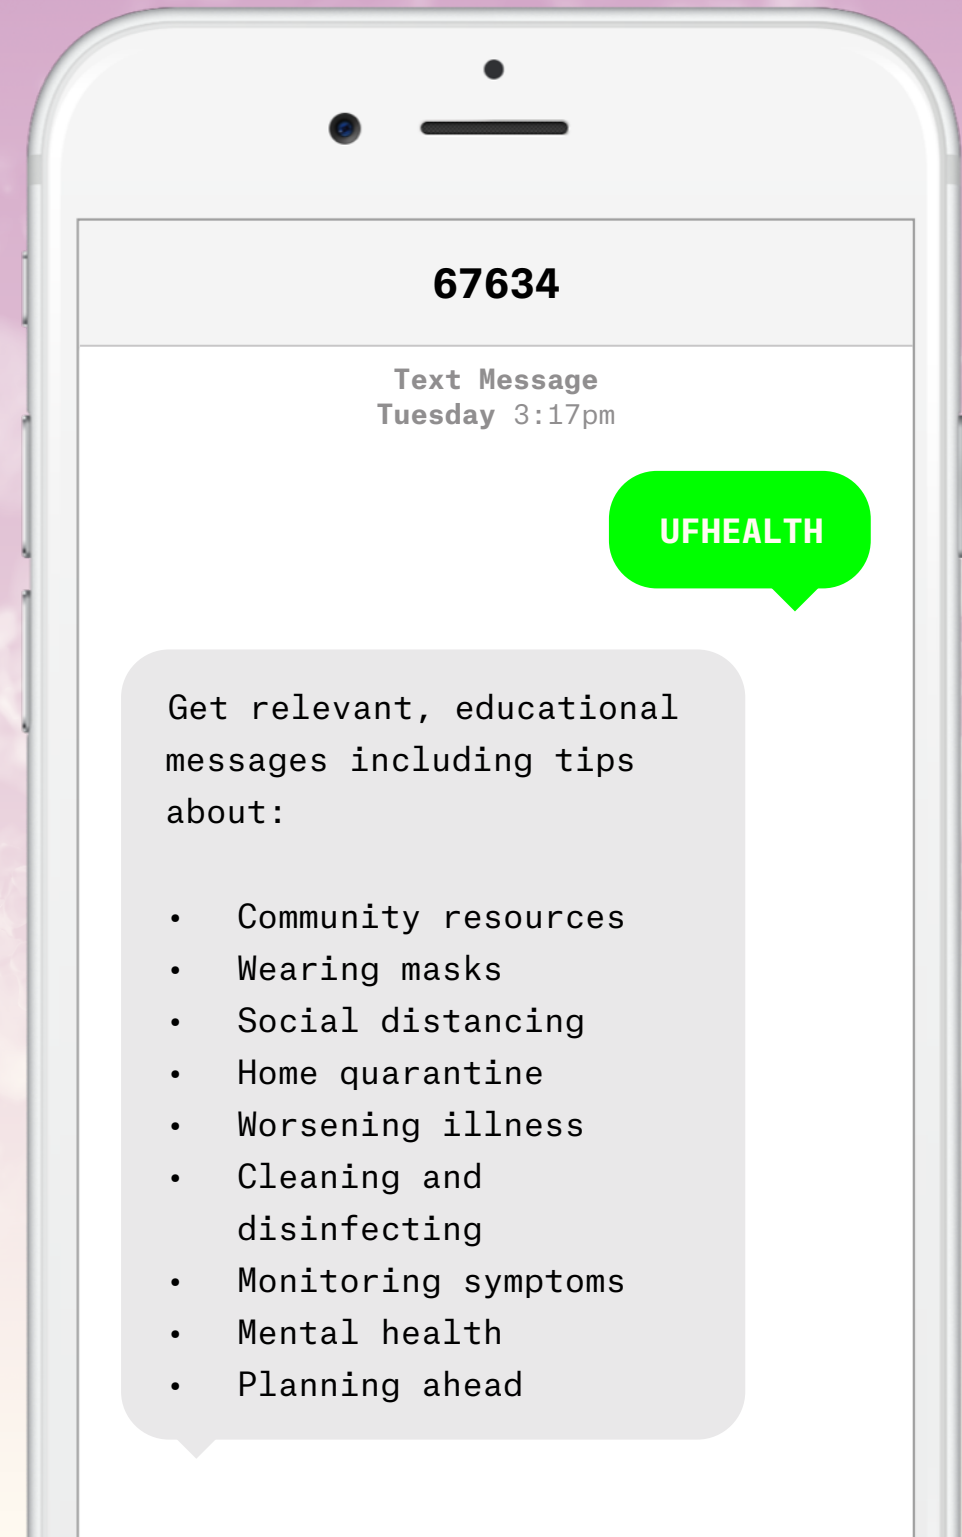 67634
Text Message
Tuesday 3:17pm
UFHEALTH
Get relevant, educational
messages including tips
about:
• Community resources
• Wearing masks
• Social distancing
• Home quarantine
• Worsening illness
• Cleaning and
disinfecting
• Monitoring symptoms
• Mental health
• Planning ahead